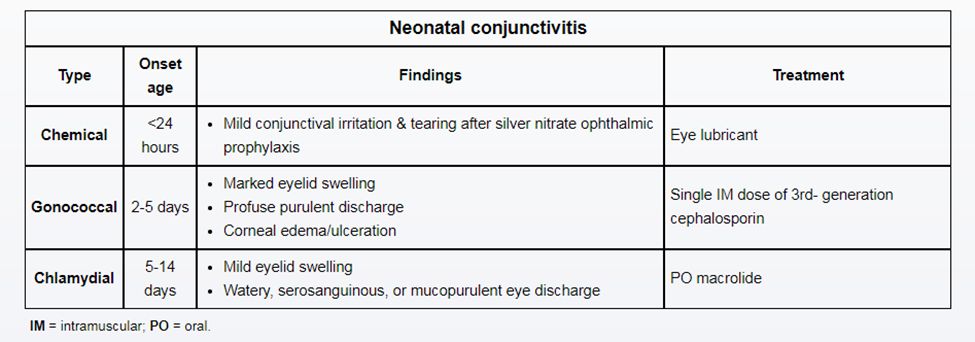 Neonatal conjunctivitis
Type
Onset
age
Findings
Treatment
Chemical
<24
hours
• Mild conjunctival irritation & tearing after silver nitrate ophthalmic
prophylaxis
Eye lubricant
Gonococcal
2-5 days
• Marked eyelid swelling
• Profuse purulent discharge
• Corneal edema/ulceration
Single IM dose of 3rd- generation
cephalosporin
Chlamydial
5-14
days
• Mild eyelid swelling
• Watery, serosanguinous, or mucopurulent eye discharge
PO macrolide
IM = intramuscular; PO = oral.